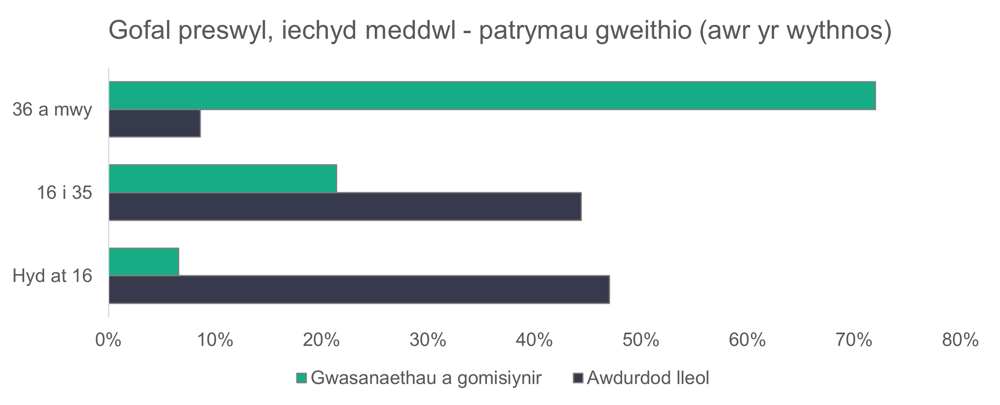 Gofal preswyl, iechyd meddwl - patrymau gweithio (awr yr wythnos)
36 a mwy
16 i 35
Hyd at 16
0% 10% 20% 30% 40% 50% 60% 70% 80%
Gwasanaethau a gomisiynir Awdurdod lleol